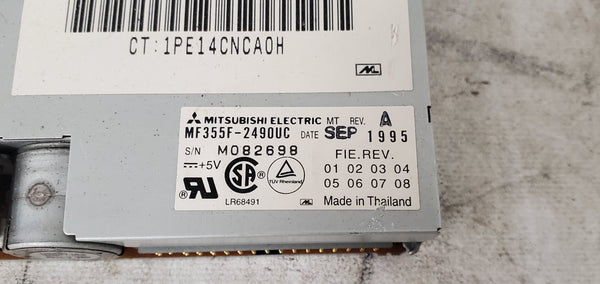 CT:1PE14CNCA0H
MITSUBISHI ELECTRIC MT REV. A
MF355F-2490UC DATE SEP 1995
S/N M082698 FIE.REV.
+5V 01 02 03 04
05 06 07 08
LR68491
TÜV Rheinland
Made in Thailand